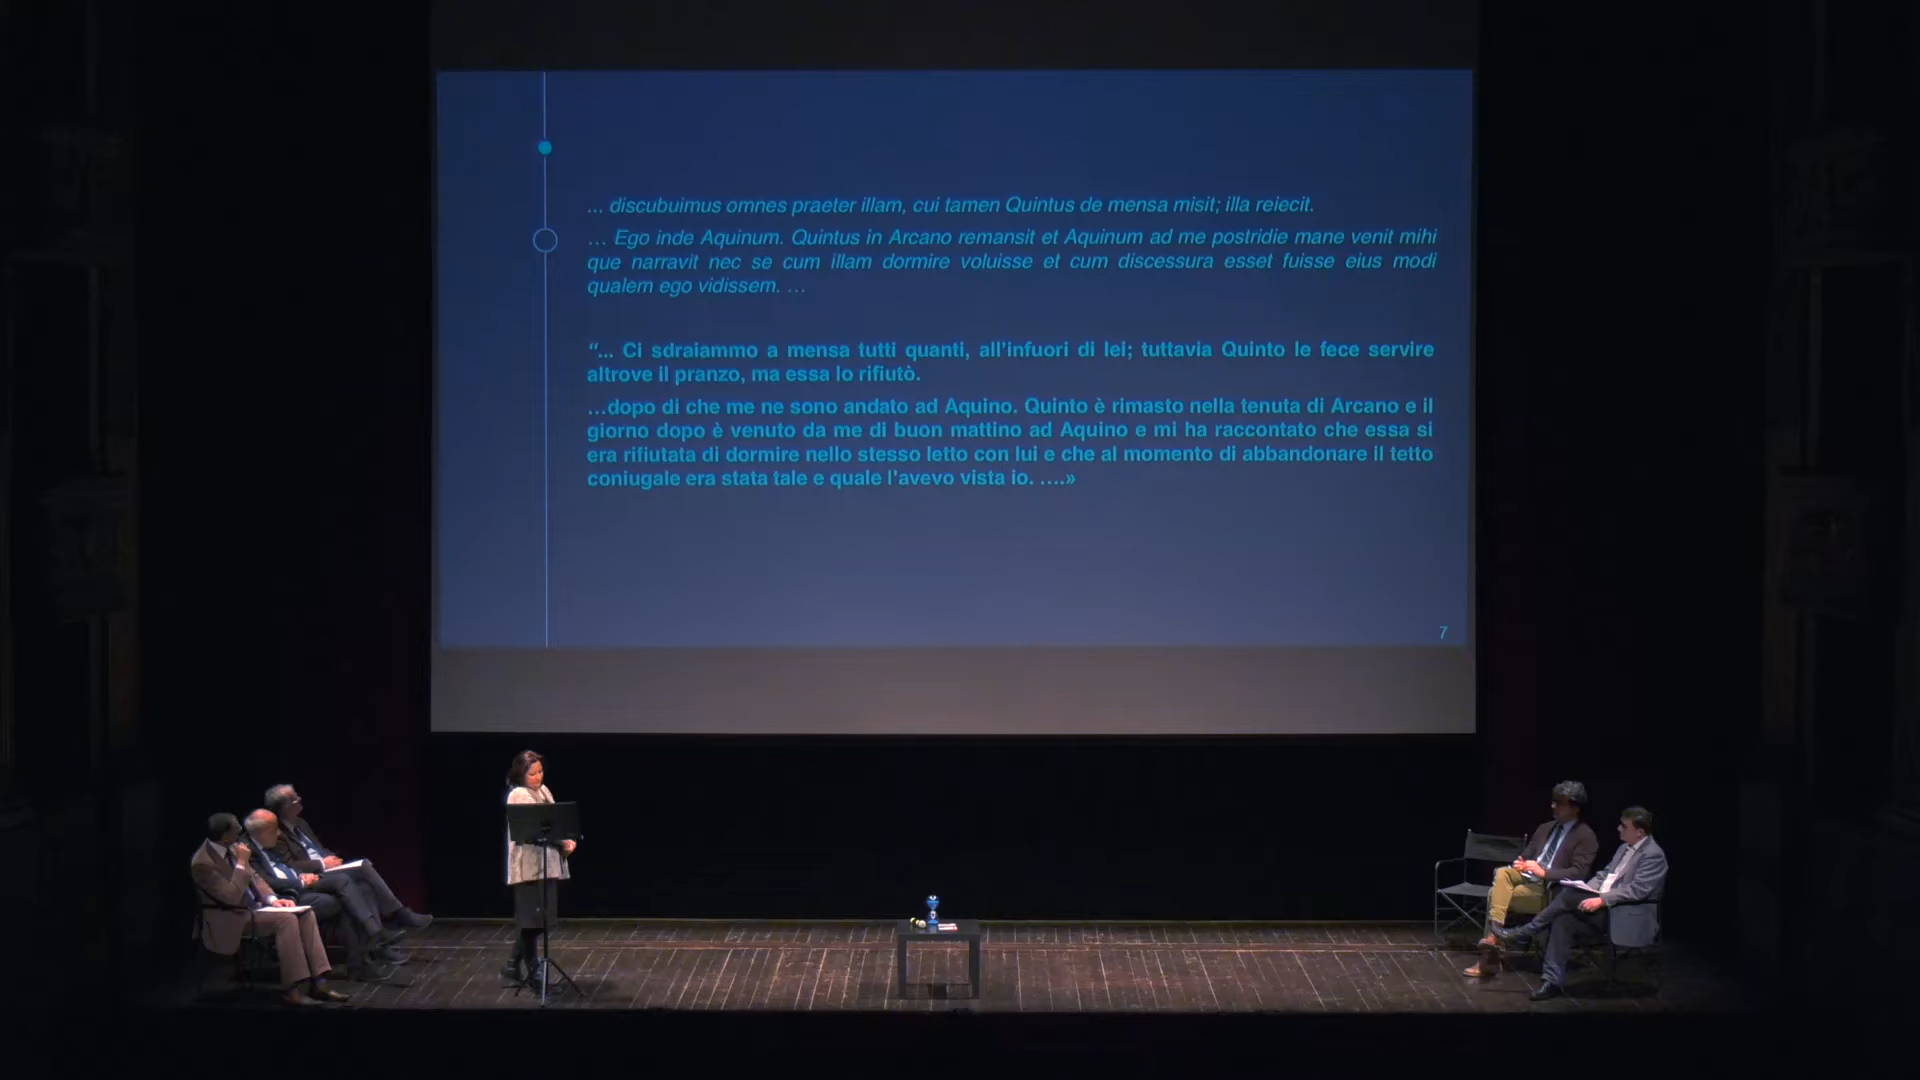 ... discubuimus omnes praeter illam, cui tamen Quintus de mensa misit; illa reiecit.
... Ego inde Aquinum. Quintus in Arcano remansit et Aquinum ad me postridie mane venit mihi
que narravit nec se cum illam dormire voluisse et cum discessura esset fuisse eius modi
qualem ego vidissem. ...
“... Ci sdraiammo a mensa tutti quanti, all’infuori di lei; tuttavia Quinto le fece servire
altrove il pranzo, ma essa lo rifiutò.
...dopo di che me ne sono andato ad Aquino. Quinto è rimasto nella tenuta di Arcano e il
giorno dopo è venuto da me di buon mattino ad Aquino e mi ha raccontato che essa si
era rifiutata di dormire nello stesso letto con lui e che al momento di abbandonare il tetto
coniugale era stata tale e quale l’avevo vista io. ....»
7